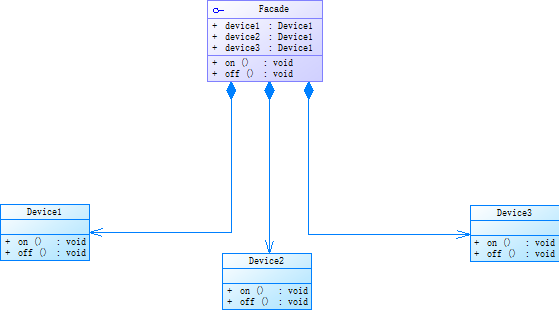 Facade
+ device1 : Device1
+ device2 : Device1
+ device3 : Device1
+ on () : void
+ off () : void
Device1
+ on () : void
+ off () : void
Device2
+ on () : void
+ off () : void
Device3
+ on () : void
+ off () : void